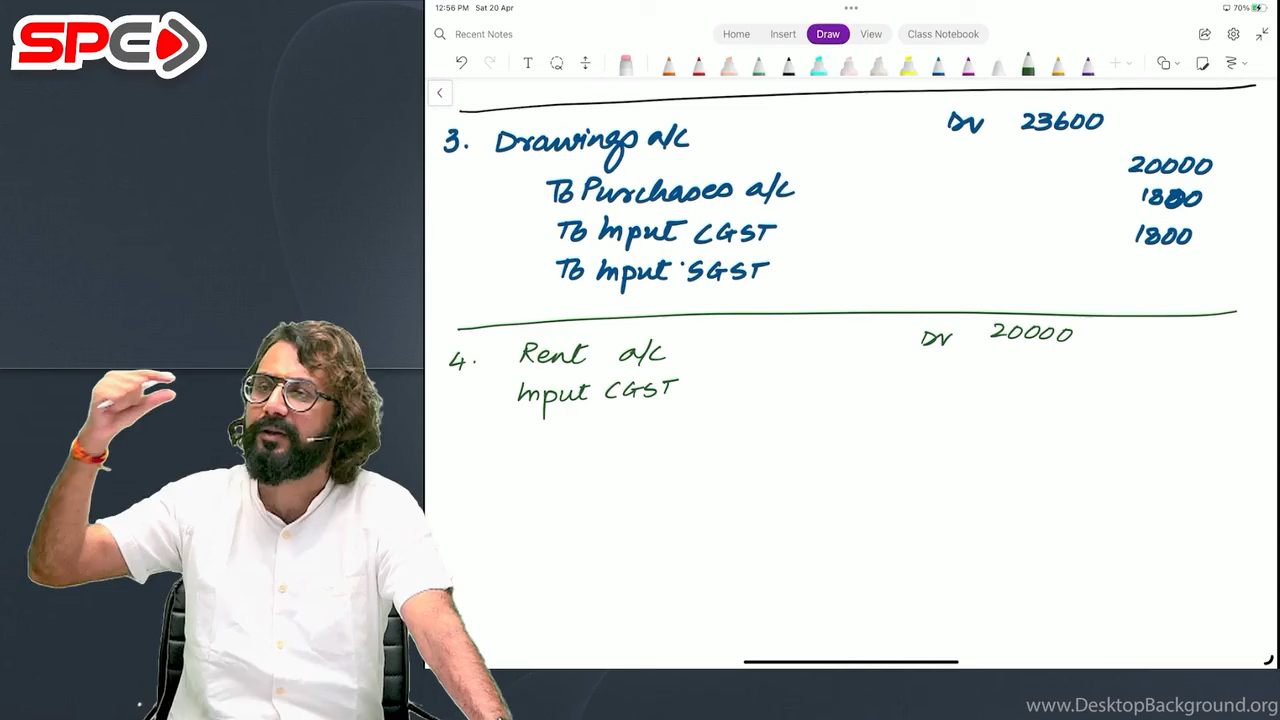 SPE
12:56 PM Sat 20 Apr
70%
Recent Notes
Home Insert Draw View Class Notebook
T
3. Drawings a/c Dr 23600
20000
To Purchases a/c 1800
To Input CGST 1800
To Input SGST
4. Rent a/c Dr 20000
Input CGST
www.DesktopBackground.org